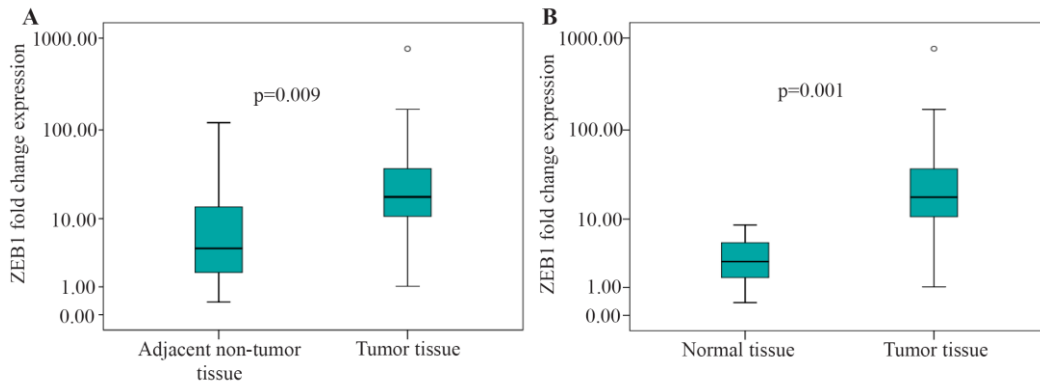 A
ZEB1 fold change expression
1000.00
100.00
10.00
1.00
0.00
p=0.009
Adjacent non-tumor
tissue
Tumor tissue
B
ZEB1 fold change expression
1000.00
100.00
10.00
1.00
0.00
p=0.001
Normal tissue
Tumor tissue